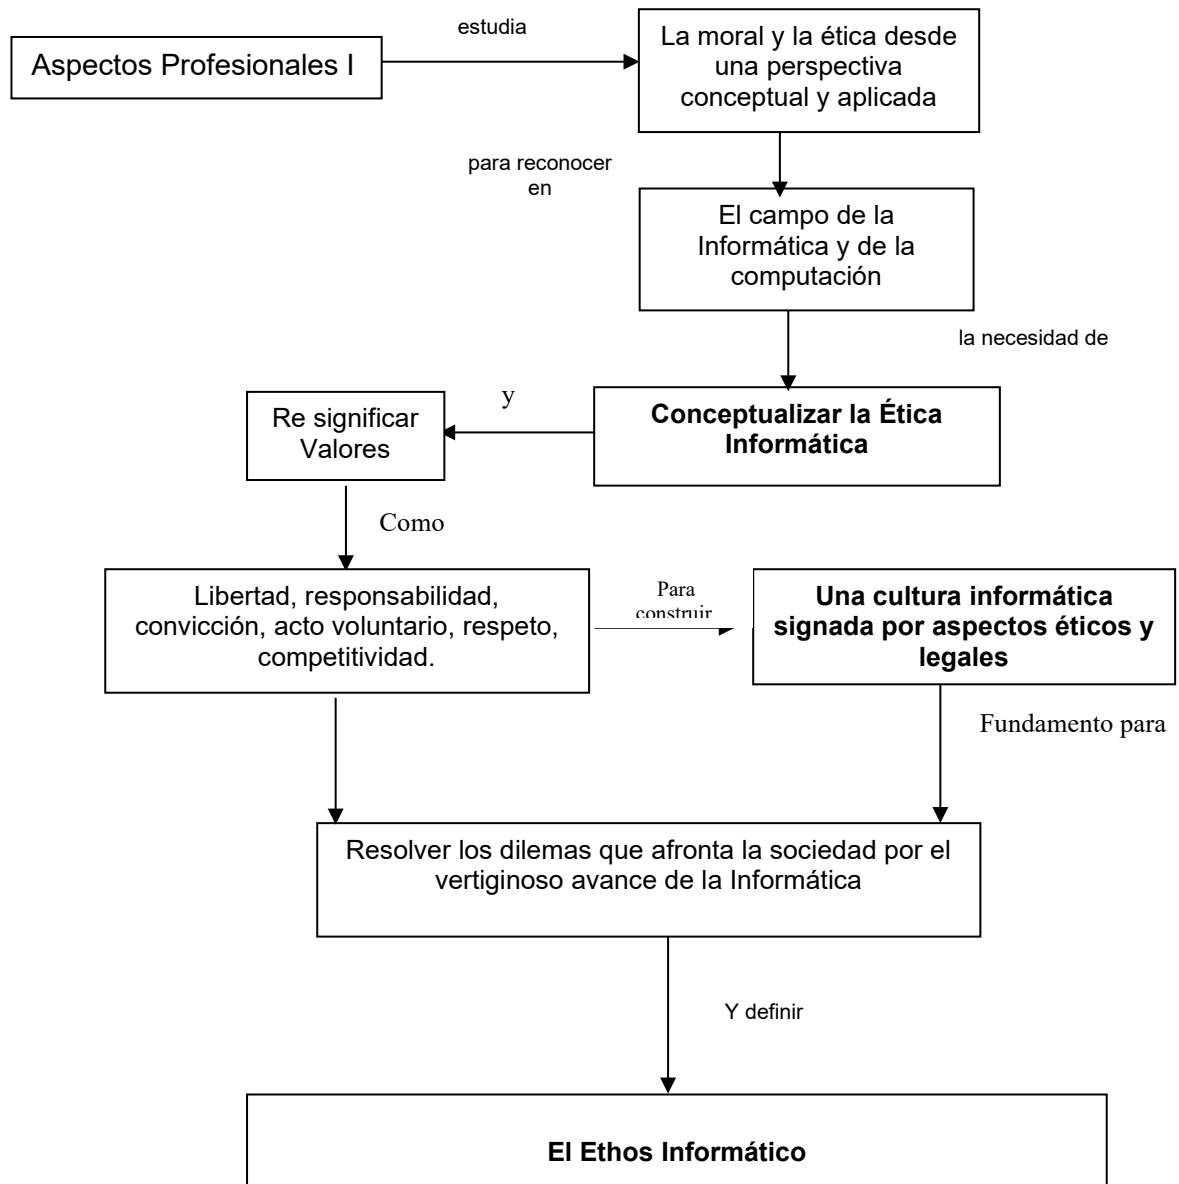 estudia
Aspectos Profesionales I
La moral y la ética desde
una perspectiva
conceptual y aplicada
para reconocer
en
El campo de la
Informática y de la
computación
la necesidad de
Conceptualizar la Ética
Informática
y
Re significar
Valores
Como
Libertad, responsabilidad,
convicción, acto voluntario, respeto,
competitividad.
Para
construir
Una cultura informática
signada por aspectos éticos y
legales
Fundamento para
Resolver los dilemas que afronta la sociedad por el
vertiginoso avance de la Informática
Y definir
El Ethos Informático